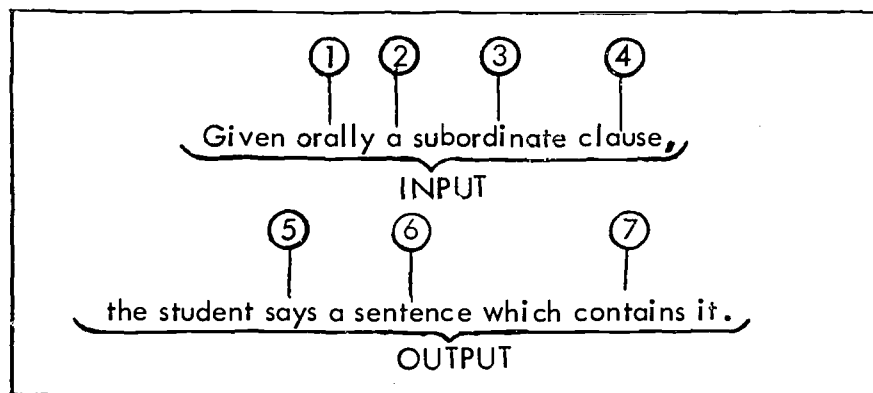 ① ② ③ ④
Given orally a subordinate clause,
INPUT
⑤ ⑥ ⑦
the student says a sentence which contains it.
OUTPUT